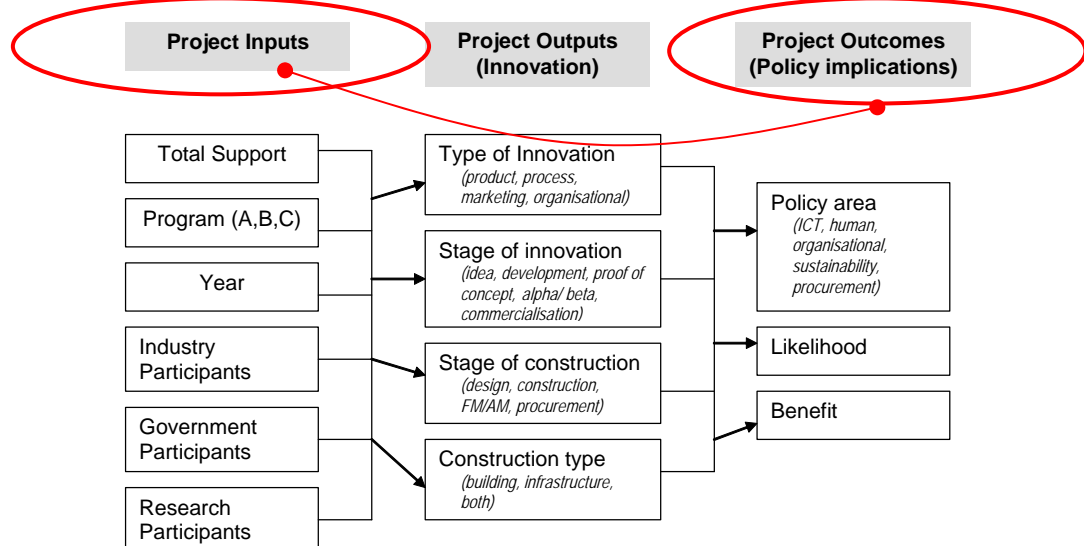 Project Inputs
Project Outputs
(Innovation)
Project Outcomes
(Policy implications)
Total Support
Program (A,B,C)
Year
Industry
Participants
Government
Participants
Research
Participants
Type of Innovation
(product, process,
marketing, organisational)
Stage of innovation
(idea, development, proof of
concept, alpha/ beta,
commercialisation)
Stage of construction
(design, construction,
FM/AM, procurement)
Construction type
(building, infrastructure,
both)
Policy area
(ICT, human,
organisational,
sustainability,
procurement)
Likelihood
Benefit